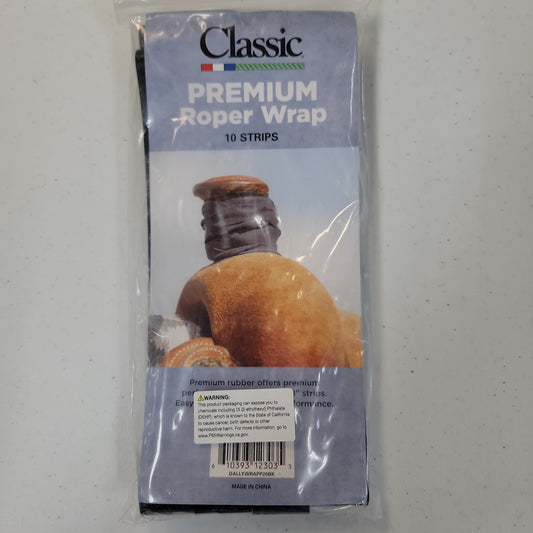 Classic
PREMIUM
Roper Wrap
10 STRIPS
Premium rubber offers premium
strips.
Easy
WARNING:
This product packaging can expose you to
chemicals including Di (2-ethylhexyl) Phthalate
(DEHP), which is known to the State of California
to cause cancer, birth defects or other
reproductive harm. For more information, go to
www.P65Warnings.ca.gov.
6 10393 12303 5
DALLYWRAPP20BK
MADE IN CHINA